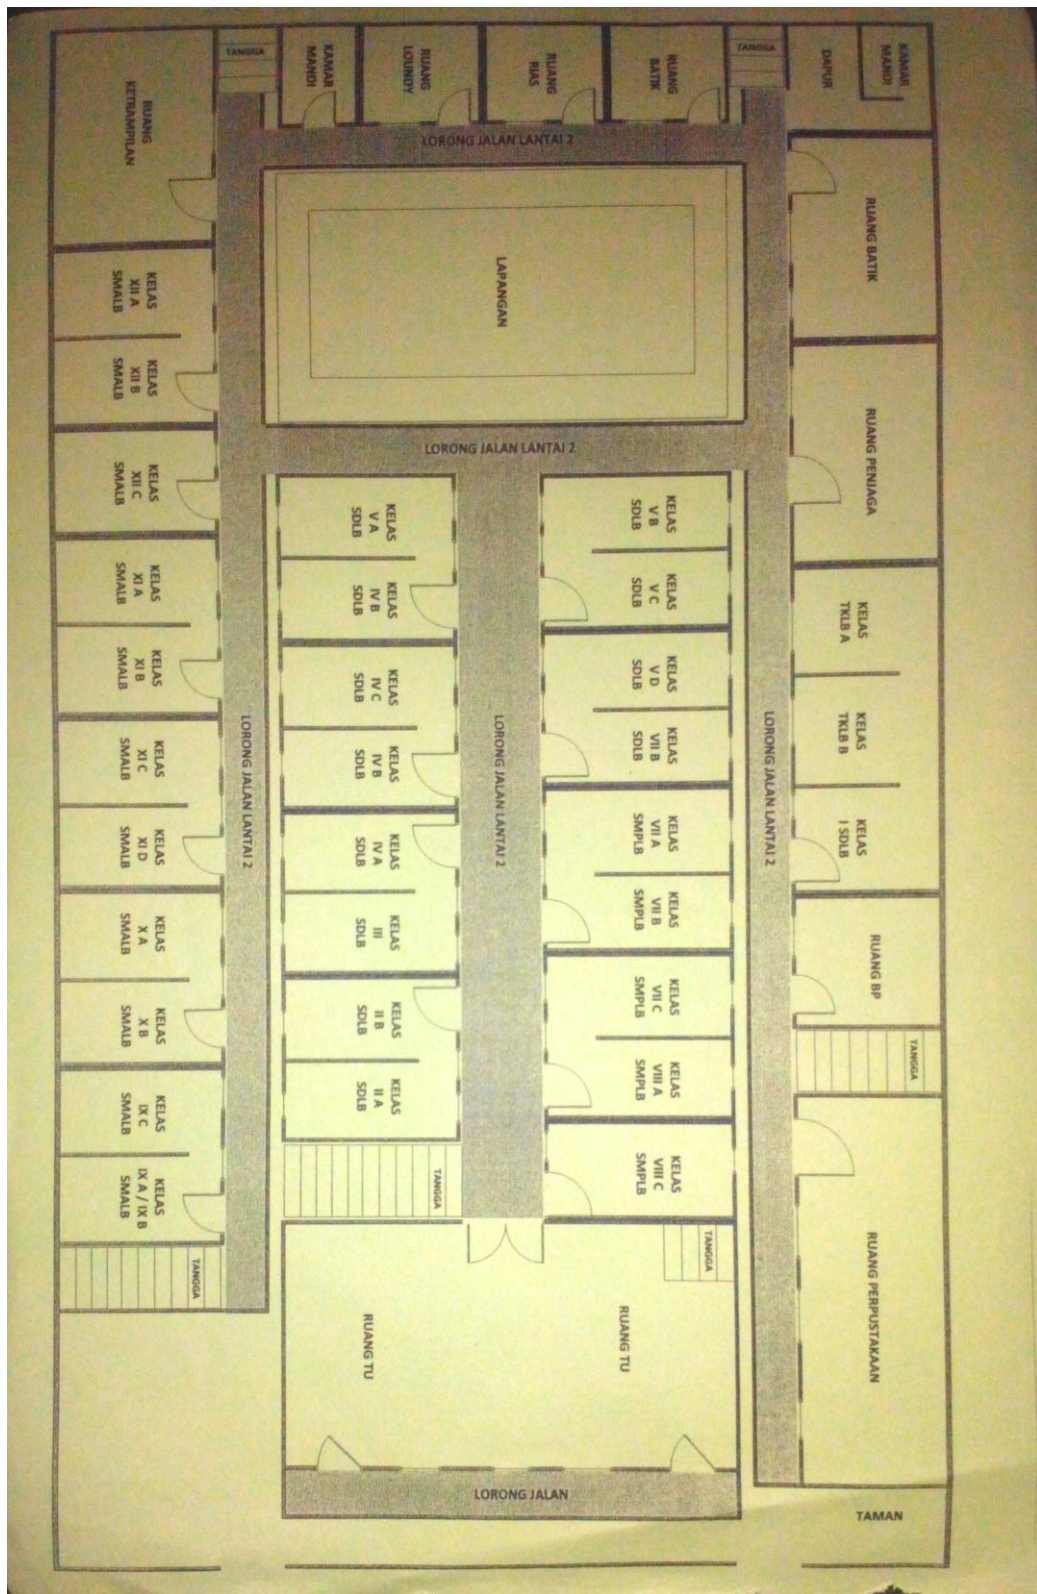 TANGGA
KAMAR
MANDI
RUANG
LOUNDY
RUANG
RIAS
RUANG
BATIK
TANGGA
DAPUR
KAMAR
MANDI
RUANG
KETRAMPILAN
LORONG JALAN LANTAI 2
RUANG BATIK
LAPANGAN
KELAS
XII A
SMALB
KELAS
XII B
SMALB
RUANG PENJAGA
LORONG JALAN LANTAI 2
KELAS
XII C
SMALB
KELAS
V A
SDLB
KELAS
V B
SDLB
KELAS
XI A
SMALB
KELAS
IV B
SDLB
KELAS
V C
SDLB
KELAS
TKLB A
KELAS
XI B
SMALB
KELAS
IV C
SDLB
KELAS
V D
SDLB
KELAS
TKLB B
KELAS
XI C
SMALB
KELAS
IV B
SDLB
KELAS
VII B
SDLB
LORONG JALAN LANTAI 2
LORONG JALAN LANTAI 2
LORONG JALAN LANTAI 2
KELAS
XI D
SMALB
KELAS
IV A
SDLB
KELAS
VII A
SMPLB
KELAS
I SDLB
KELAS
X A
SMALB
KELAS
III
SDLB
KELAS
VII B
SMPLB
RUANG BP
KELAS
X B
SMALB
KELAS
II B
SDLB
KELAS
VII C
SMPLB
TANGGA
KELAS
IX C
SMALB
KELAS
II A
SDLB
KELAS
VIII A
SMPLB
KELAS
IX A / IX B
SMALB
TANGGA
KELAS
VIII C
SMPLB
TANGGA
TANGGA
RUANG TU
RUANG TU
RUANG PERPUSTAKAAN
LORONG JALAN
TAMAN